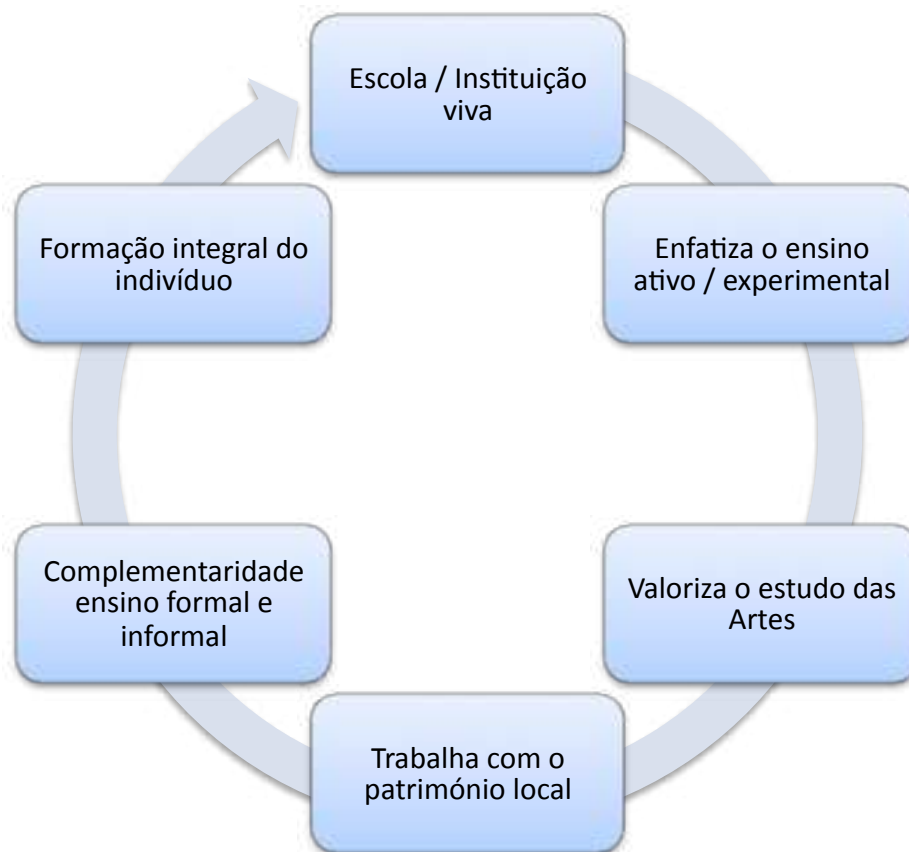 Escola / Instituição
viva
Enfatiza o ensino
ativo / experimental
Valoriza o estudo das
Artes
Trabalha com o
património local
Complementaridade
ensino formal e
informal
Formação integral do
indivíduo